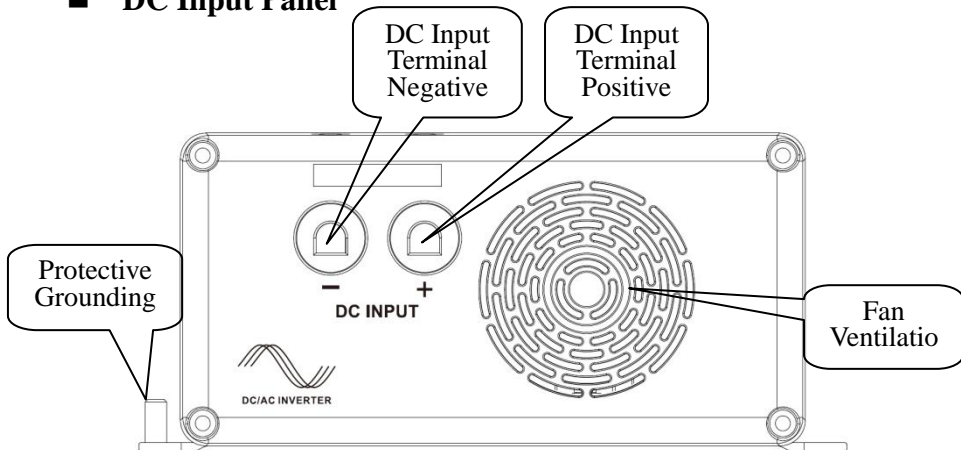 ■ DC Input Panel
DC Input
Terminal
Negative
DC Input
Terminal
Positive
Protective
Grounding
− +
DC INPUT
Fan
Ventilatio
DC/AC INVERTER